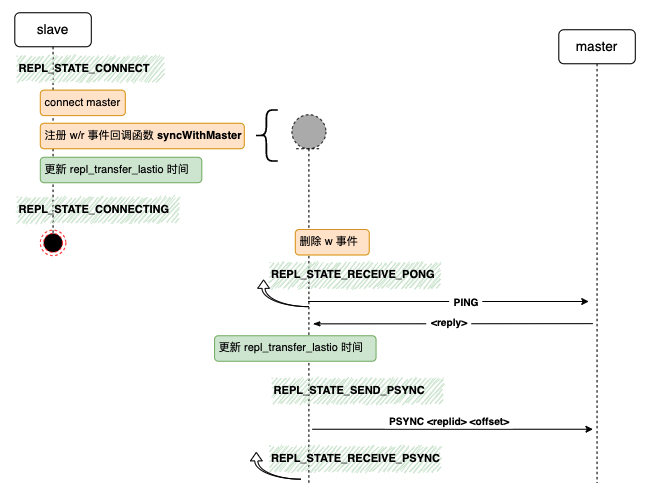 slave
master
REPL_STATE_CONNECT
connect master
注册 w/r 事件回调函数 syncWithMaster
更新 repl_transfer_lastio 时间
REPL_STATE_CONNECTING
删除 w 事件
REPL_STATE_RECEIVE_PONG
PING
<reply>
更新 repl_transfer_lastio 时间
REPL_STATE_SEND_PSYNC
PSYNC <replid> <offset>
REPL_STATE_RECEIVE_PSYNC